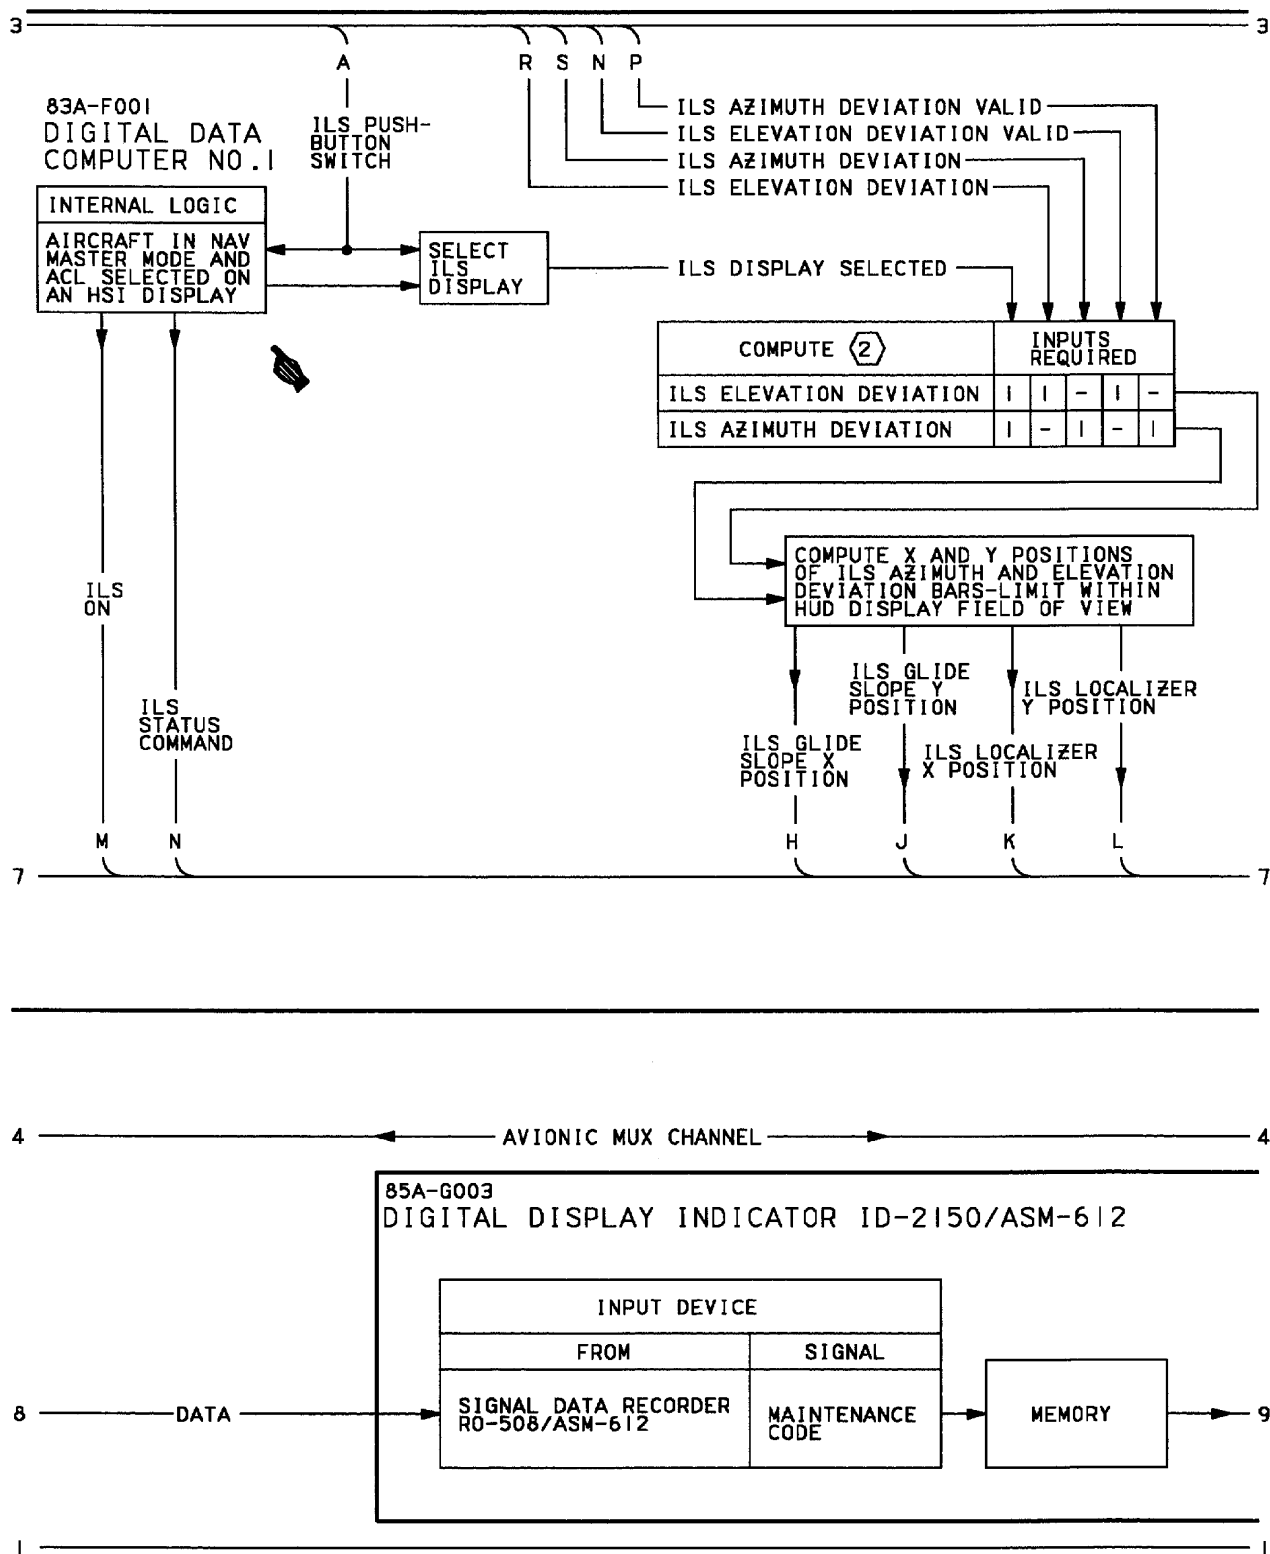 3
3
A
R S N P
83A-F001
DIGITAL DATA
COMPUTER NO.1
ILS PUSH-
BUTTON
SWITCH
ILS AZIMUTH DEVIATION VALID
ILS ELEVATION DEVIATION VALID
ILS AZIMUTH DEVIATION
ILS ELEVATION DEVIATION
INTERNAL LOGIC
AIRCRAFT IN NAV
MASTER MODE AND
ACL SELECTED ON
AN HSI DISPLAY
SELECT
ILS
DISPLAY
ILS DISPLAY SELECTED
COMPUTE 2
INPUTS
REQUIRED
ILS ELEVATION DEVIATION 1 1 - 1 -
ILS AZIMUTH DEVIATION 1 - 1 - 1
COMPUTE X AND Y POSITIONS
OF ILS AZIMUTH AND ELEVATION
DEVIATION BARS-LIMIT WITHIN
HUD DISPLAY FIELD OF VIEW
ILS
ON
ILS
STATUS
COMMAND
ILS GLIDE
SLOPE X
POSITION
ILS GLIDE
SLOPE Y
POSITION
ILS LOCALIZER
X POSITION
ILS LOCALIZER
Y POSITION
M N
H J K L
7
7
4
AVIONIC MUX CHANNEL
4
85A-G003
DIGITAL DISPLAY INDICATOR ID-2150/ASM-612
INPUT DEVICE
FROM
SIGNAL
8
DATA
SIGNAL DATA RECORDER
RO-508/ASM-612
MAINTENANCE
CODE
MEMORY
9
1
1